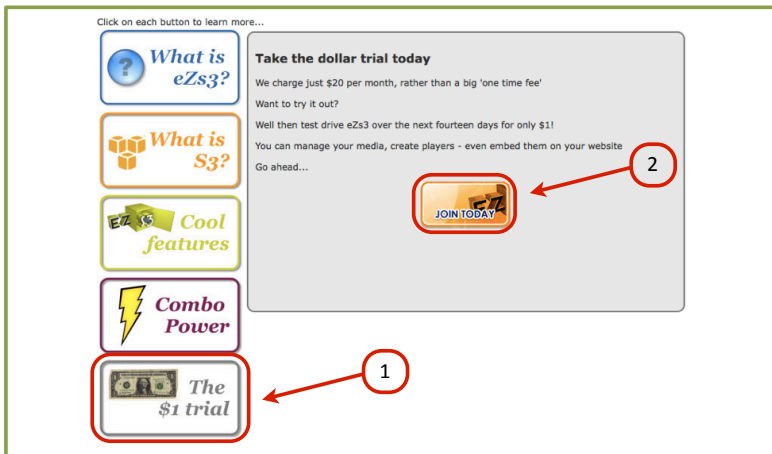 Click on each button to learn more...
What is
eZs3?
What is
S3?
EZ S3 Cool
features
Combo
Power
The
$1 trial
1
Take the dollar trial today
We charge just $20 per month, rather than a big 'one time fee'
Want to try it out?
Well then test drive eZs3 over the next fourteen days for only $1!
You can manage your media, create players - even embed them on your website
Go ahead...
2
EZ
JOIN TODAY